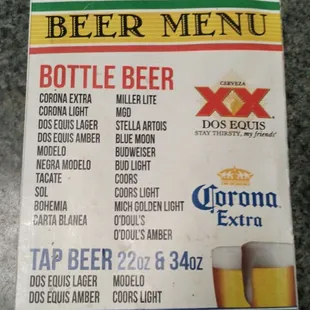 BEER MENU
BOTTLE BEER
CORONA EXTRA
CORONA LIGHT
DOS EQUIS LAGER
DOS EQUIS AMBER
MODELO
NEGRA MODELO
TACATE
SOL
BOHEMIA
CARTA BLANEA
MILLER LITE
MGD
STELLA ARTOIS
BLUE MOON
BUDWEISER
BUD LIGHT
COORS
COORS LIGHT
MICH GOLDEN LIGHT
O'DOUL'S
O'DOUL'S AMBER
CERVEZA
XX
DOS EQUIS
STAY THIRSTY, my friends
Corona
Extra
TAP BEER 22OZ & 34OZ
DOS EQUIS LAGER
DOS EQUIS AMBER
MODELO
COORS LIGHT